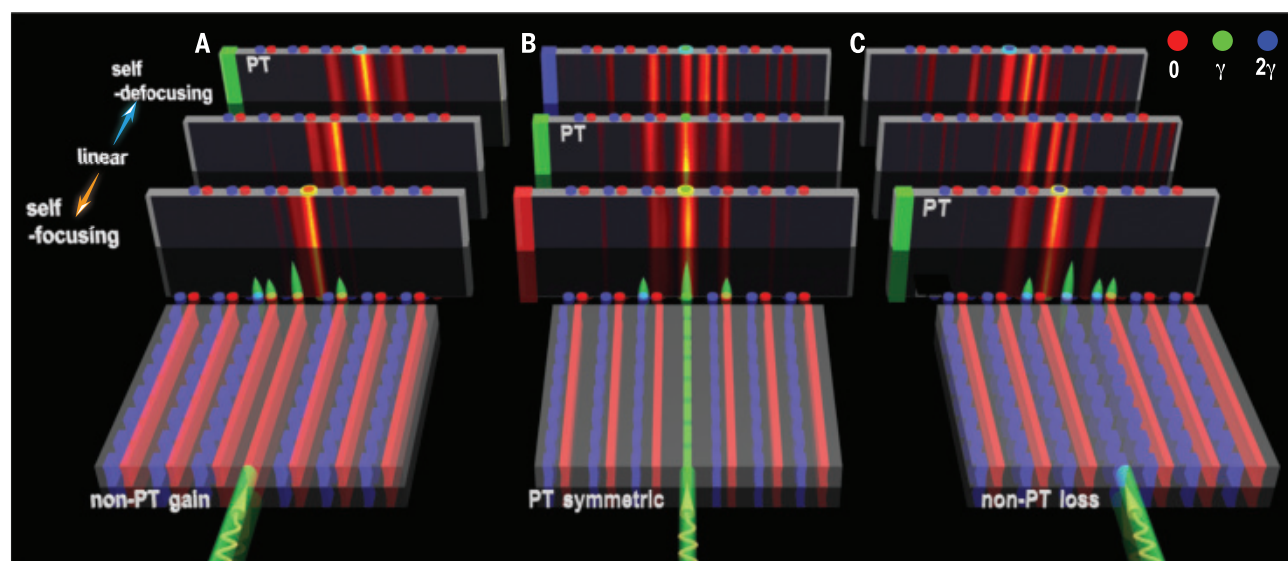 A
B
C
0
γ
2γ
self
-defocusing
linear
self
-focusing
PT
PT
PT
non-PT gain
PT symmetric
non-PT loss